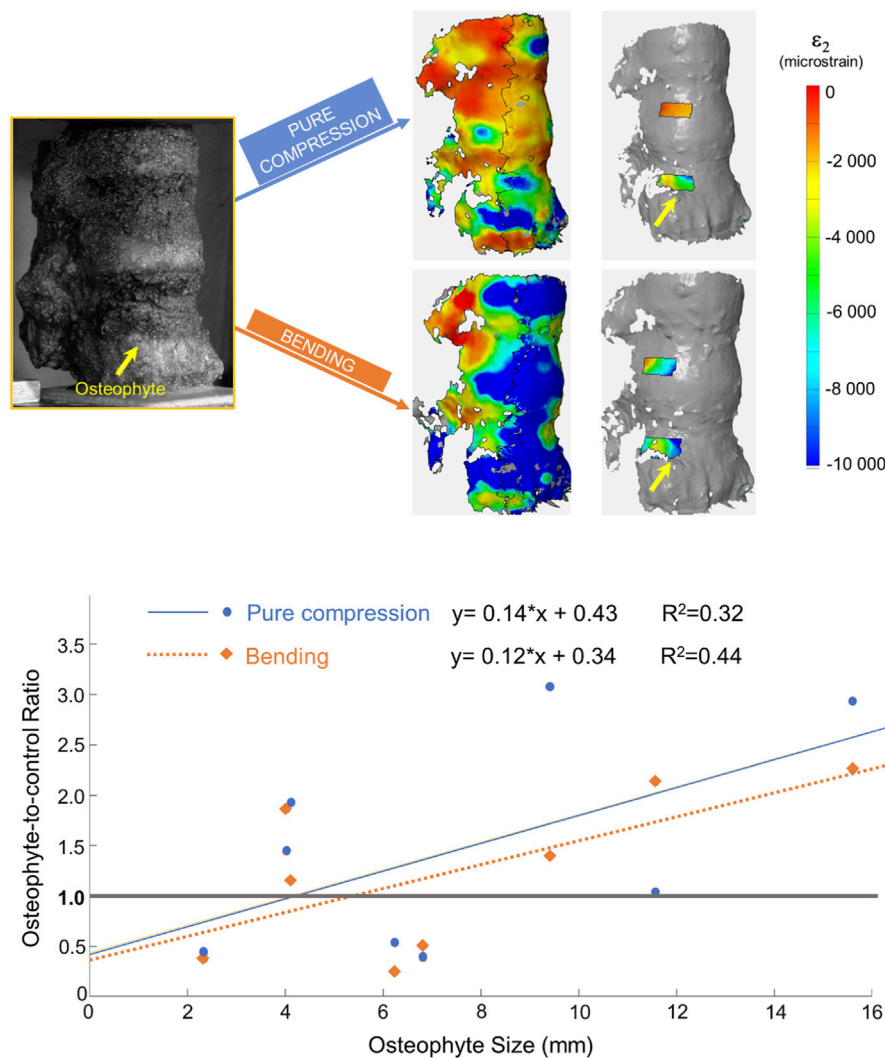 PURE
COMPRESSION
BENDING
Osteophyte
ε2
(microstrain)
0
-2 000
-4 000
-6 000
-8 000
-10 000
Pure compression y= 0.14*x + 0.43 R²=0.32
Bending y= 0.12*x + 0.34 R²=0.44
Osteophyte-to-control Ratio
3.5
3.0
2.5
2.0
1.5
1.0
0.5
0
0 2 4 6 8 10 12 14 16
Osteophyte Size (mm)